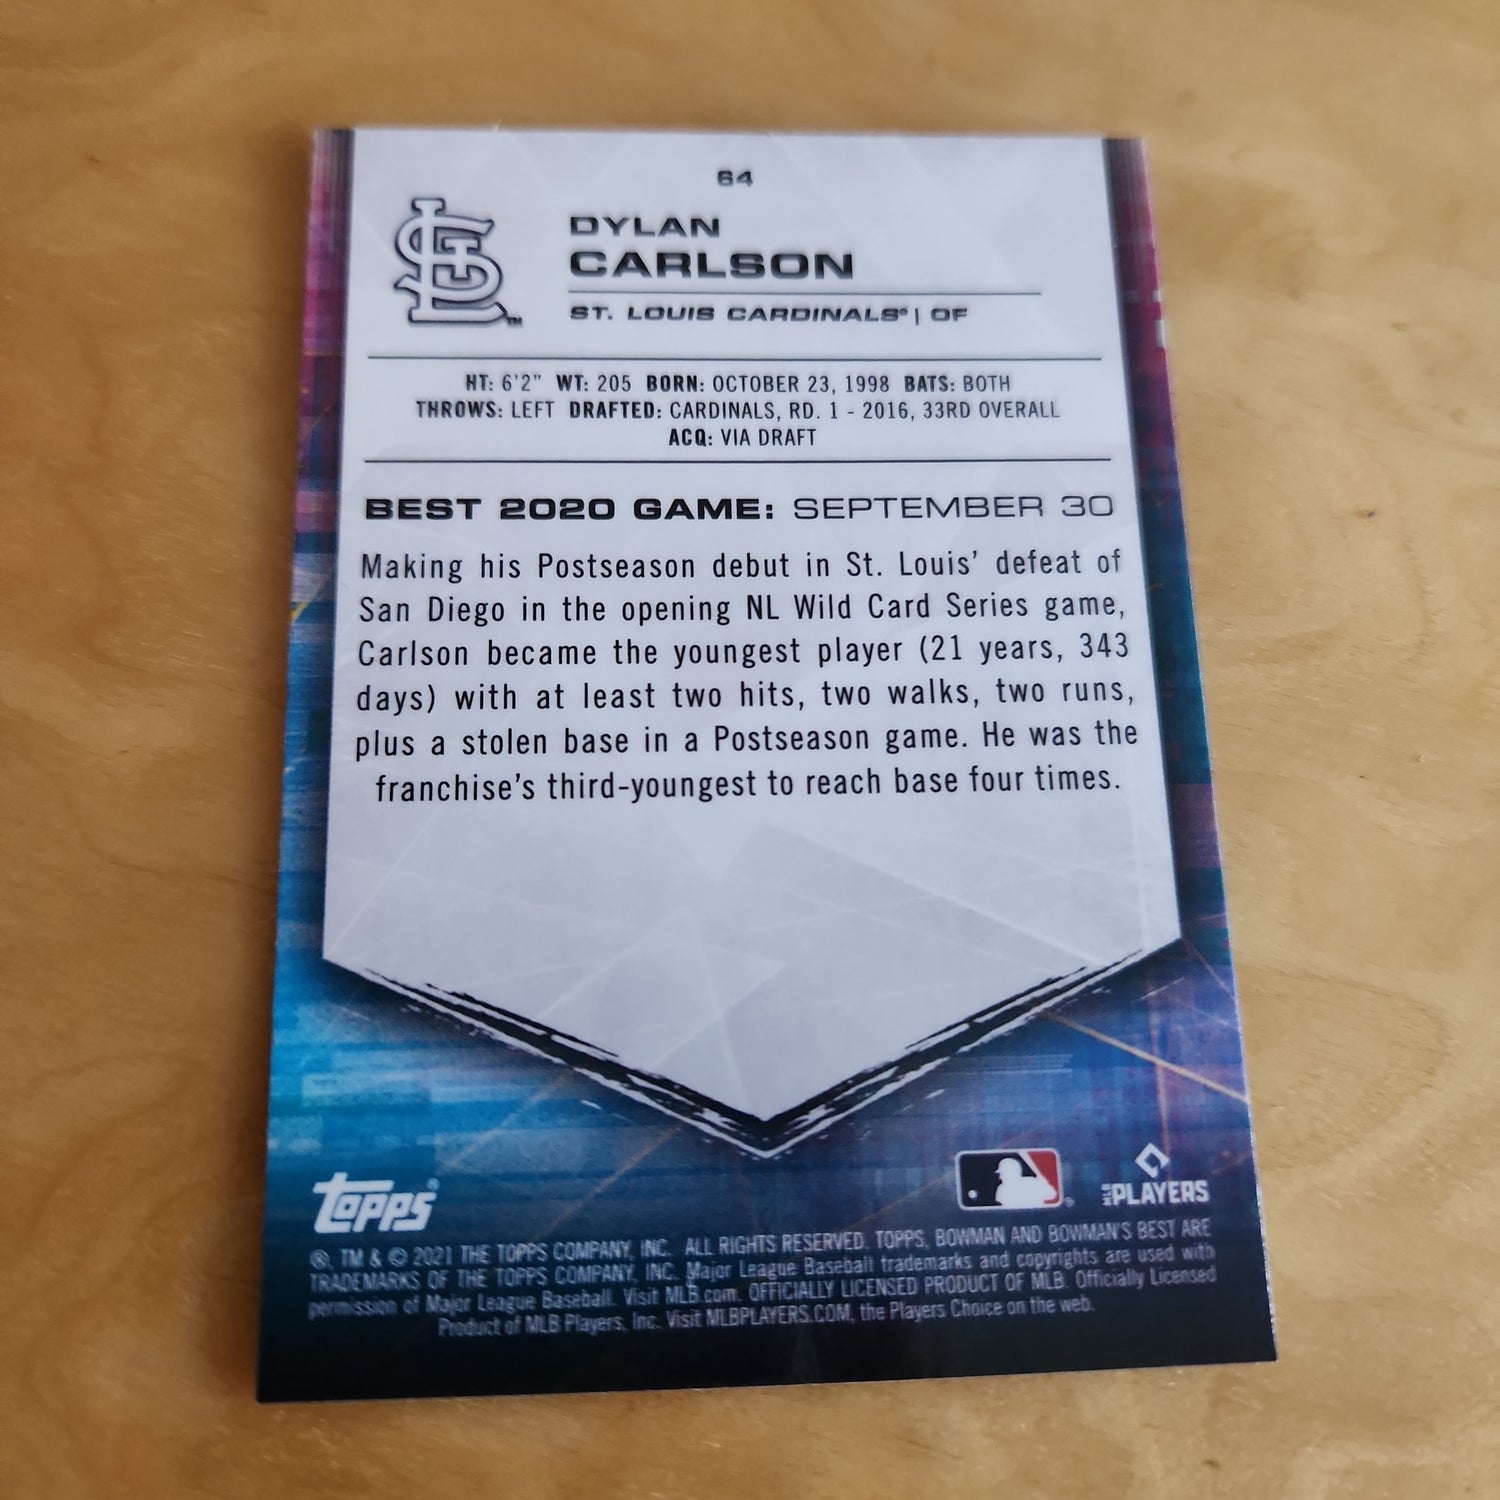 64
DYLAN
CARLSON
ST. LOUIS CARDINALS® | OF
STL™
HT: 6'2" WT: 205 BORN: OCTOBER 23, 1998 BATS: BOTH
THROWS: LEFT DRAFTED: CARDINALS, RD. 1 - 2016, 33RD OVERALL
ACQ: VIA DRAFT
BEST 2020 GAME: SEPTEMBER 30
Making his Postseason debut in St. Louis' defeat of
San Diego in the opening NL Wild Card Series game,
Carlson became the youngest player (21 years, 343
days) with at least two hits, two walks, two runs,
plus a stolen base in a Postseason game. He was the
franchise's third-youngest to reach base four times.
Topps®
MLB PLAYERS
®, TM & © 2021 THE TOPPS COMPANY, INC. ALL RIGHTS RESERVED. TOPPS, BOWMAN AND BOWMAN'S BEST ARE
TRADEMARKS OF THE TOPPS COMPANY, INC. Major League Baseball trademarks and copyrights are used with
permission of Major League Baseball. Visit MLB.com. OFFICIALLY LICENSED PRODUCT OF MLB. Officially Licensed
Product of MLB Players, Inc. Visit MLBPLAYERS.COM, the Players Choice on the web.